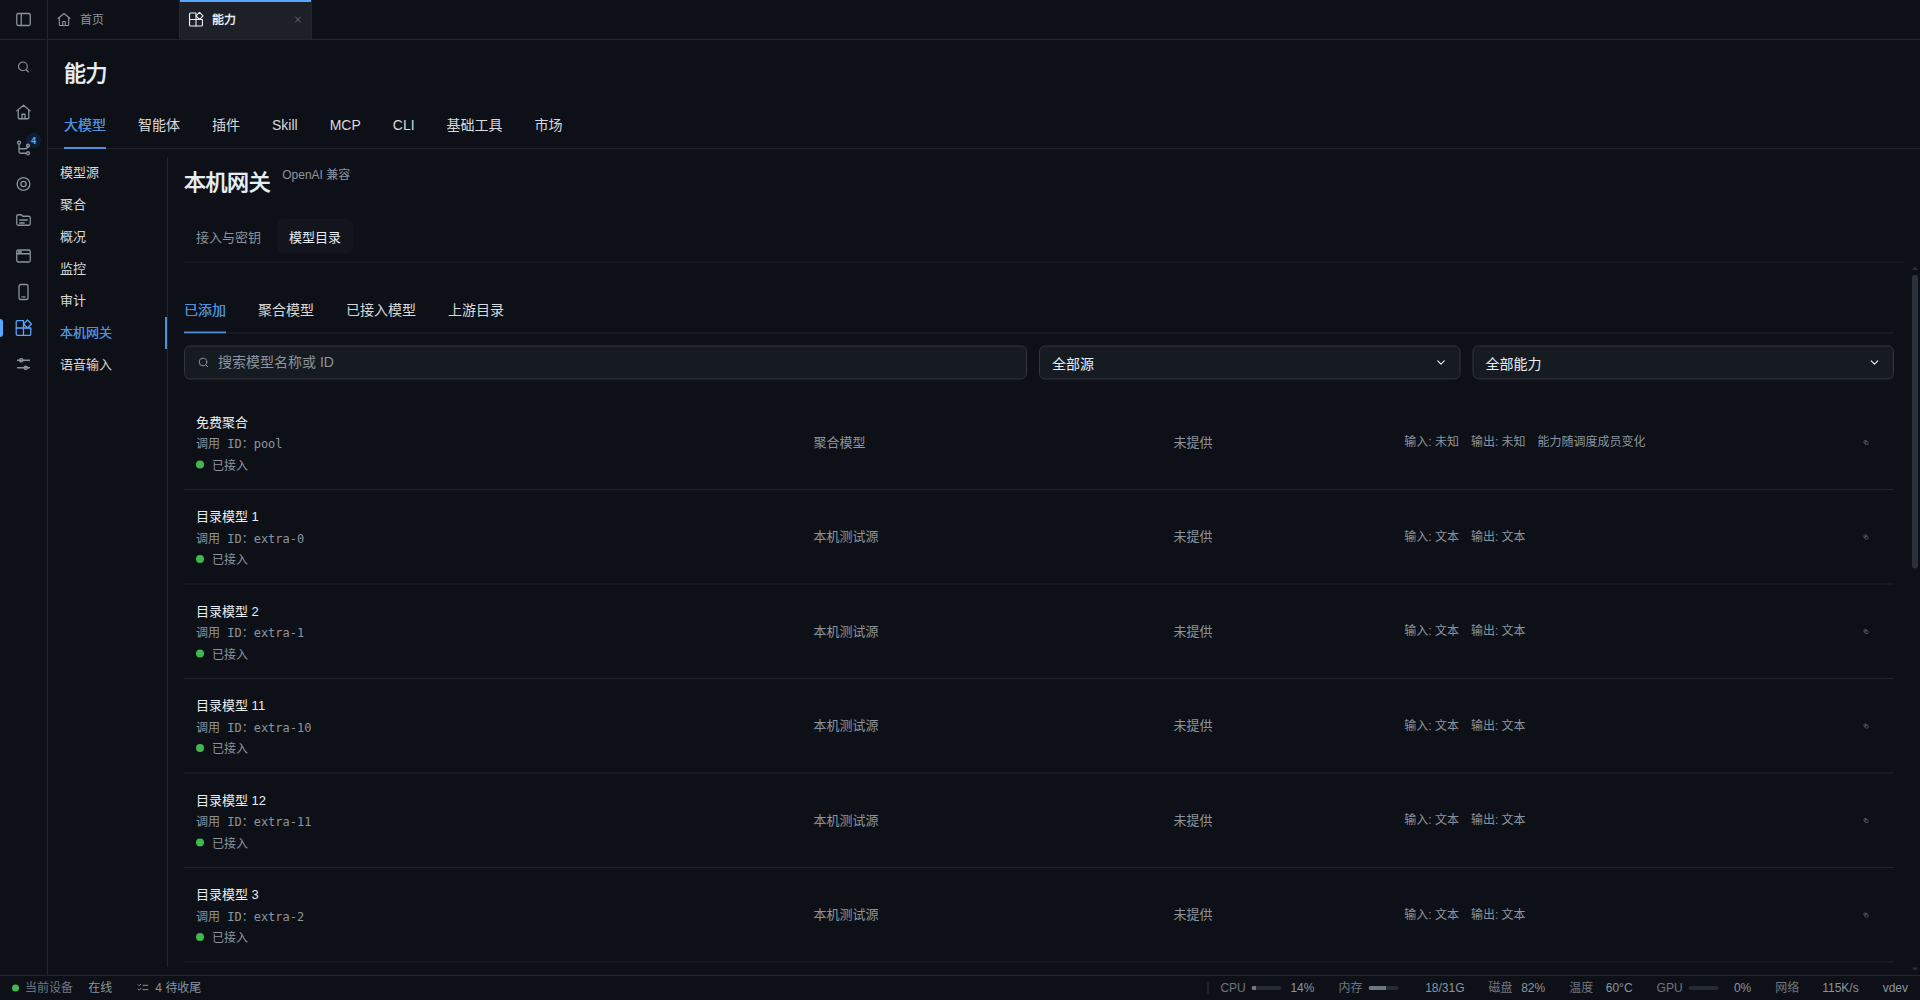 首页
能力
能力
4
大模型 智能体 插件 Skill MCP CLI 基础工具 市场
模型源
聚合
概况
监控
审计
本机网关
语音输入
本机网关 OpenAI 兼容
接入与密钥 模型目录
已添加 聚合模型 已接入模型 上游目录
搜索模型名称或 ID 全部源 全部能力
免费聚合
调用 ID：pool
已接入
聚合模型 未提供 输入: 未知 输出: 未知 能力随调度成员变化
目录模型 1
调用 ID：extra-0
已接入
本机测试源 未提供 输入: 文本 输出: 文本
目录模型 2
调用 ID：extra-1
已接入
本机测试源 未提供 输入: 文本 输出: 文本
目录模型 11
调用 ID：extra-10
已接入
本机测试源 未提供 输入: 文本 输出: 文本
目录模型 12
调用 ID：extra-11
已接入
本机测试源 未提供 输入: 文本 输出: 文本
目录模型 3
调用 ID：extra-2
已接入
本机测试源 未提供 输入: 文本 输出: 文本
当前设备 在线 4 待收尾 CPU 14% 内存 18/31G 磁盘 82% 温度 60°C GPU 0% 网络 115K/s vdev